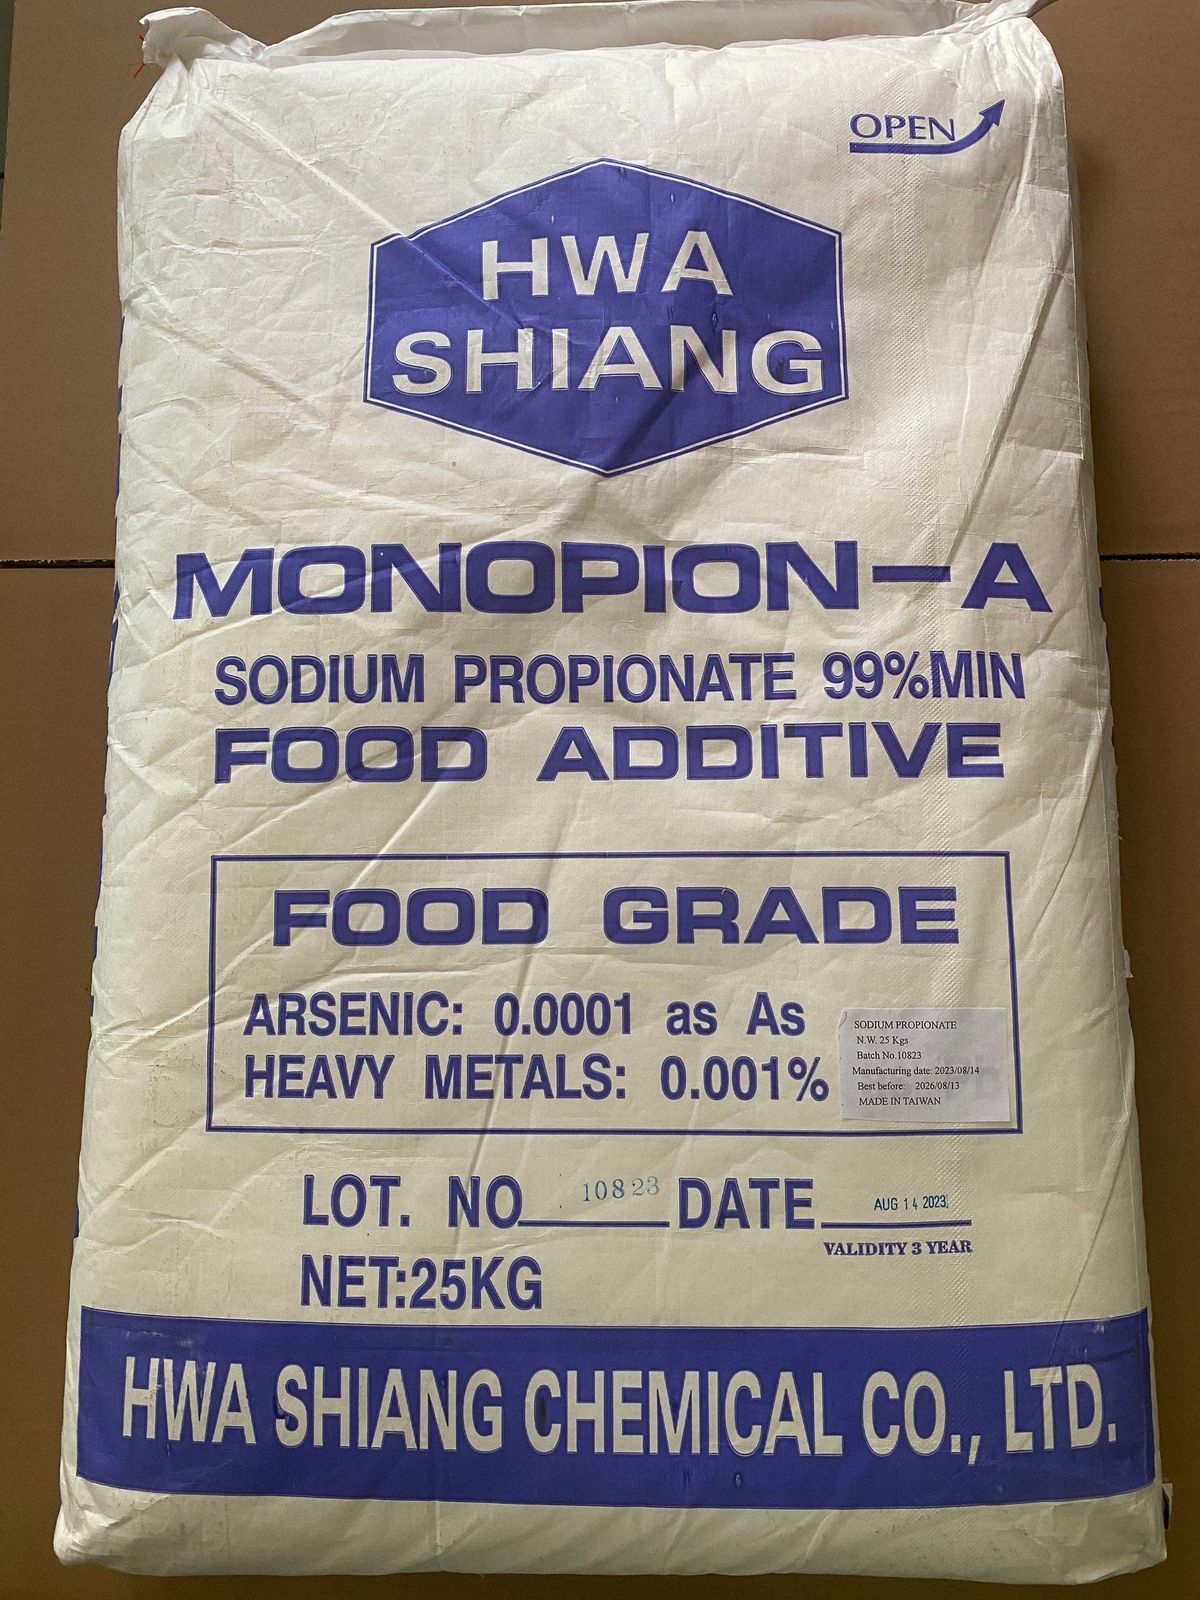 OPEN
HWA
SHIANG
MONOPION-A
SODIUM PROPIONATE 99%MIN
FOOD ADDITIVE
FOOD GRADE
ARSENIC: 0.0001 as As
HEAVY METALS: 0.001%
SODIUM PROPIONATE
N.W. 25 Kgs
Batch No.10823
Manufacturing date: 2023/08/14
Best before: 2026/08/13
MADE IN TAIWAN
LOT. NO 10823 DATE AUG 14 2023
VALIDITY 3 YEAR
NET:25KG
HWA SHIANG CHEMICAL CO., LTD.